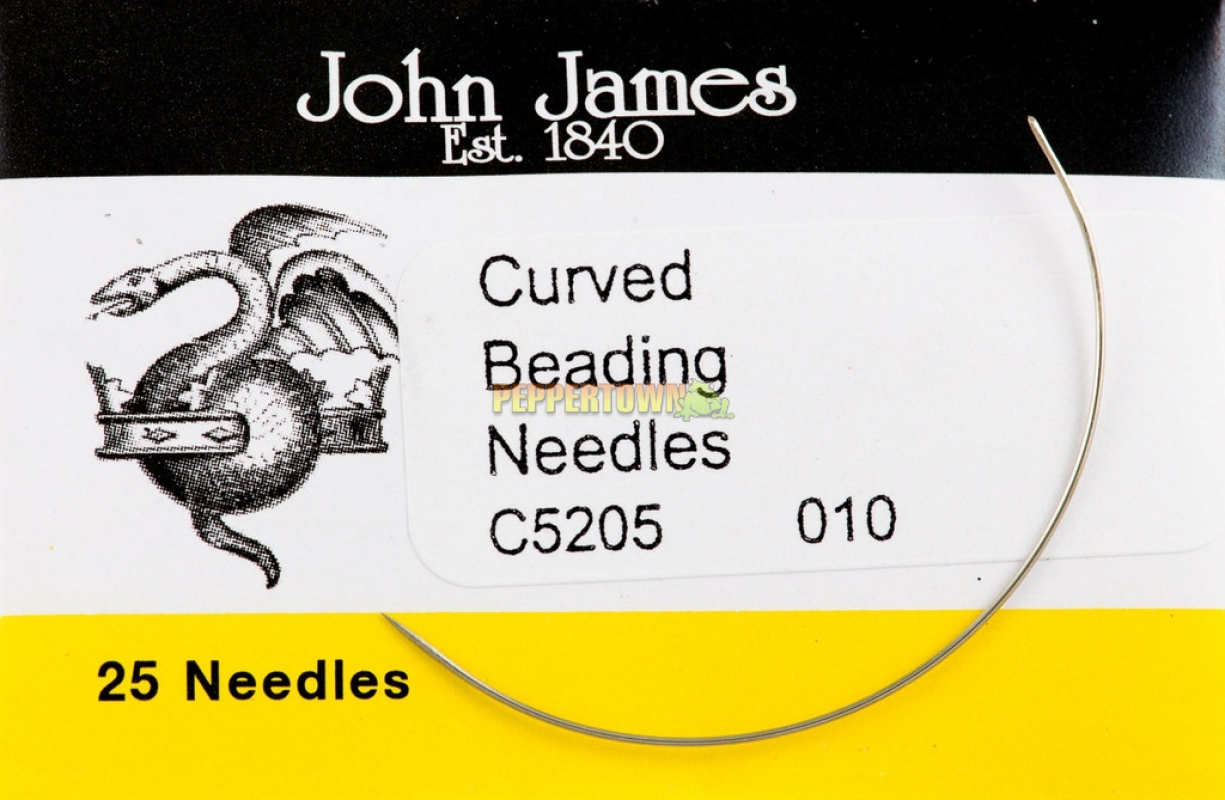 John James
Est. 1840
Curved
Beading
PEPPERTOWN
Needles
C5205 010
25 Needles